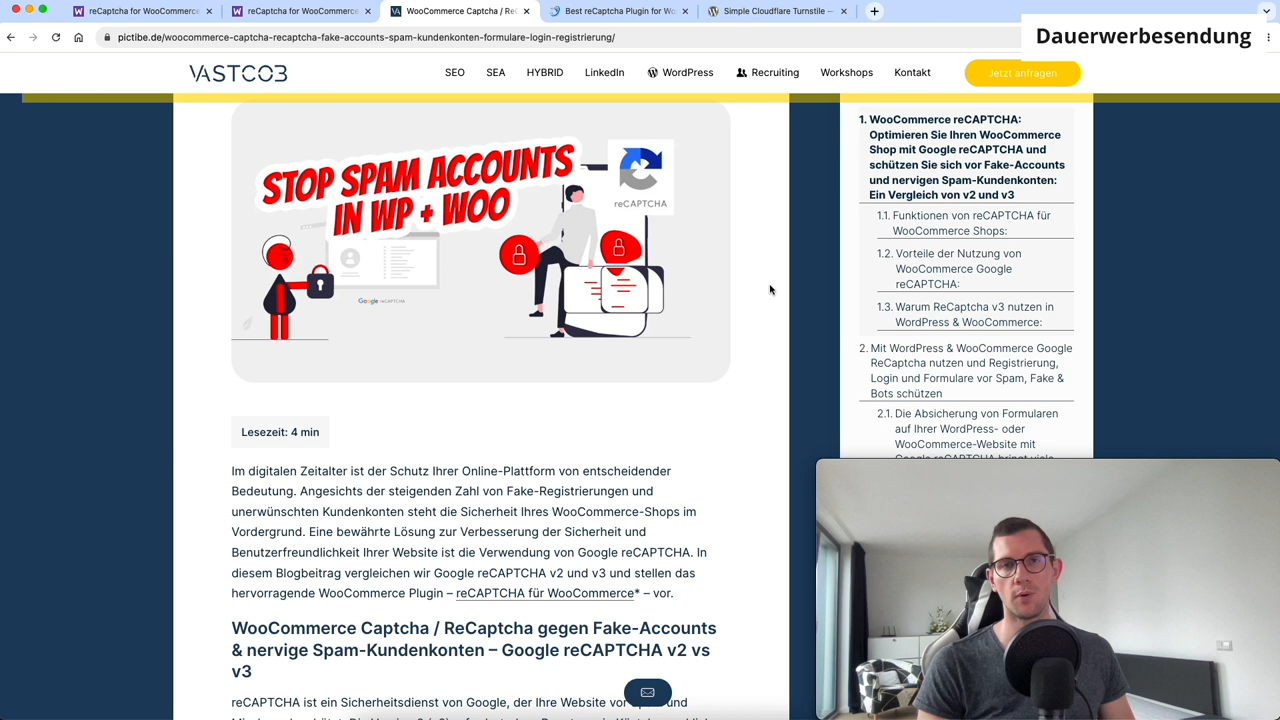 reCaptcha for WooCommerce
reCaptcha for WooCommerce
WooCommerce Captcha / ReC
Best reCaptcha Plugin for Wo
Simple Cloudflare Turnstile —
pictibe.de/woocommerce-captcha-recaptcha-fake-accounts-spam-kundenkonten-formulare-login-registrierung/
Dauerwerbesendung
VASTCOB
SEO
SEA
HYBRID
LinkedIn
WordPress
Recruiting
Workshops
Kontakt
Jetzt anfragen
STOP SPAM ACCOUNTS
IN WP + WOO
reCAPTCHA
Google reCAPTCHA
Lesezeit: 4 min
Im digitalen Zeitalter ist der Schutz Ihrer Online-Plattform von entscheidender
Bedeutung. Angesichts der steigenden Zahl von Fake-Registrierungen und
unerwünschten Kundenkonten steht die Sicherheit Ihres WooCommerce-Shops im
Vordergrund. Eine bewährte Lösung zur Verbesserung der Sicherheit und
Benutzerfreundlichkeit Ihrer Website ist die Verwendung von Google reCAPTCHA. In
diesem Blogbeitrag vergleichen wir Google reCAPTCHA v2 und v3 und stellen das
hervorragende WooCommerce Plugin – reCAPTCHA für WooCommerce* – vor.
WooCommerce Captcha / ReCaptcha gegen Fake-Accounts
& nervige Spam-Kundenkonten – Google reCAPTCHA v2 vs
v3
reCAPTCHA ist ein Sicherheitsdienst von Google, der Ihre Website vor und
1. WooCommerce reCAPTCHA:
Optimieren Sie Ihren WooCommerce
Shop mit Google reCAPTCHA und
schützen Sie sich vor Fake-Accounts
und nervigen Spam-Kundenkonten:
Ein Vergleich von v2 und v3
1.1. Funktionen von reCAPTCHA für
WooCommerce Shops:
1.2. Vorteile der Nutzung von
WooCommerce Google
reCAPTCHA:
1.3. Warum ReCaptcha v3 nutzen in
WordPress & WooCommerce:
2. Mit WordPress & WooCommerce Google
ReCaptcha nutzen und Registrierung,
Login und Formulare vor Spam, Fake &
Bots schützen
2.1. Die Absicherung von Formularen
auf Ihrer WordPress- oder
WooCommerce-Website mit
Google reCAPTCHA bringt viele